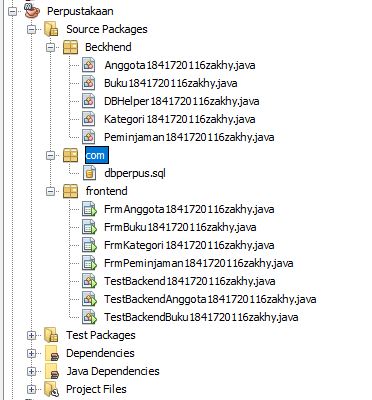 Perpustakaan
Source Packages
Beckhend
Anggota1841720116zakhy.java
Buku1841720116zakhy.java
DBHelper1841720116zakhy.java
Kategori1841720116zakhy.java
Peminjaman1841720116zakhy.java
com
dbperpus.sql
frontend
FrmAnggota1841720116zakhy.java
FrmBuku1841720116zakhy.java
FrmKategori1841720116zakhy.java
FrmPeminjaman1841720116zakhy.java
TestBackend1841720116zakhy.java
TestBackendAnggota1841720116zakhy.java
TestBackendBuku1841720116zakhy.java
Test Packages
Dependencies
Java Dependencies
Project Files